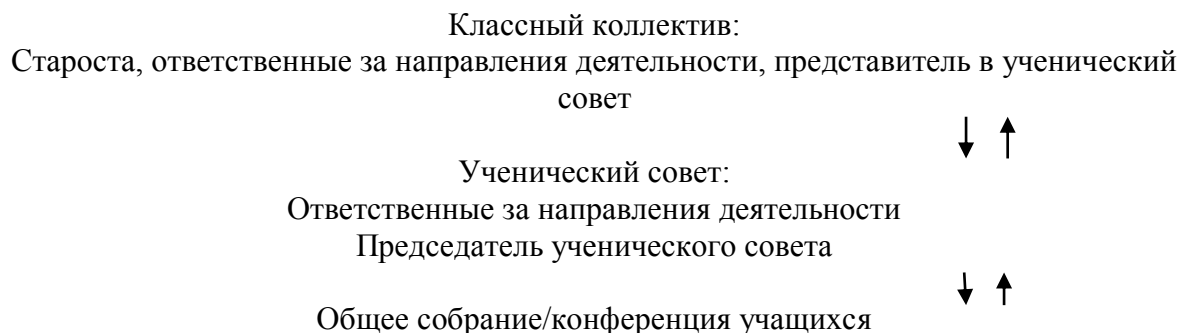 Классный коллектив:
Староста, ответственные за направления деятельности, представитель в ученический
совет
Ученический совет:
Ответственные за направления деятельности
Председатель ученического совета
Общее собрание/конференция учащихся